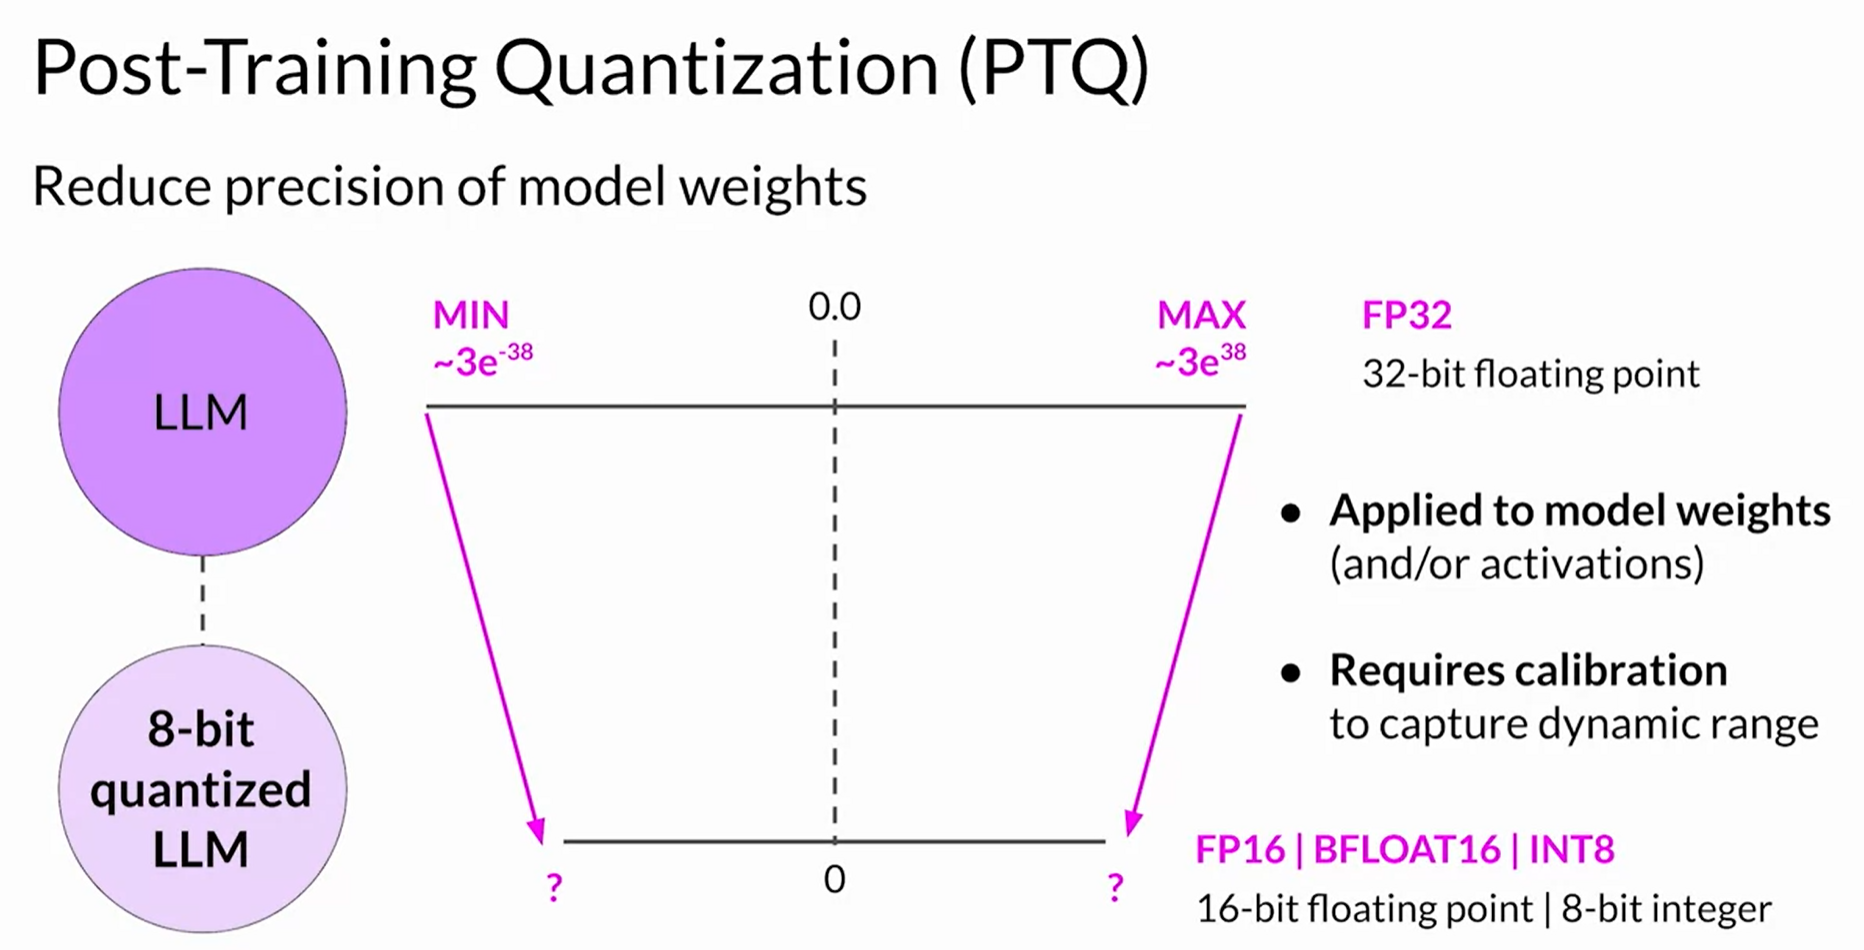 Post-Training Quantization (PTQ)
Reduce precision of model weights
LLM
8-bit
quantized
LLM
MIN
~3e⁻³⁸
0.0
MAX
~3e³⁸
FP32
32-bit floating point
● Applied to model weights
(and/or activations)
● Requires calibration
to capture dynamic range
?
0
?
FP16 | BFLOAT16 | INT8
16-bit floating point | 8-bit integer